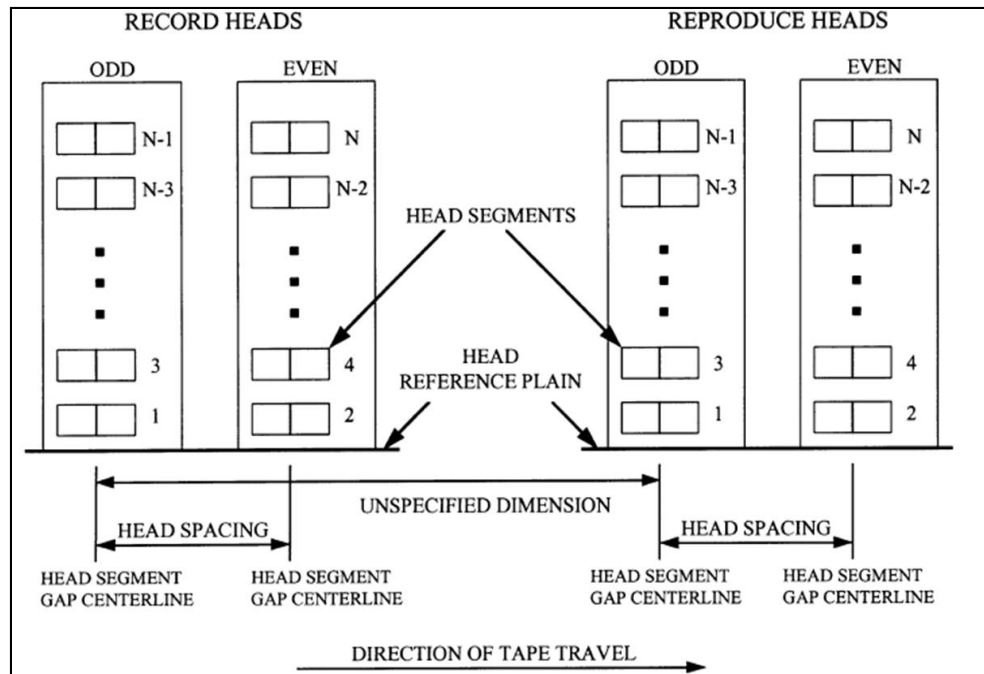 RECORD HEADS
REPRODUCE HEADS
ODD
EVEN
ODD
EVEN
N-1
N
N-1
N
N-3
N-2
N-3
N-2
HEAD SEGMENTS
3
4
HEAD
REFERENCE PLAIN
3
4
1
2
1
2
UNSPECIFIED DIMENSION
HEAD SPACING
HEAD SPACING
HEAD SEGMENT
GAP CENTERLINE
HEAD SEGMENT
GAP CENTERLINE
HEAD SEGMENT
GAP CENTERLINE
HEAD SEGMENT
GAP CENTERLINE
DIRECTION OF TAPE TRAVEL